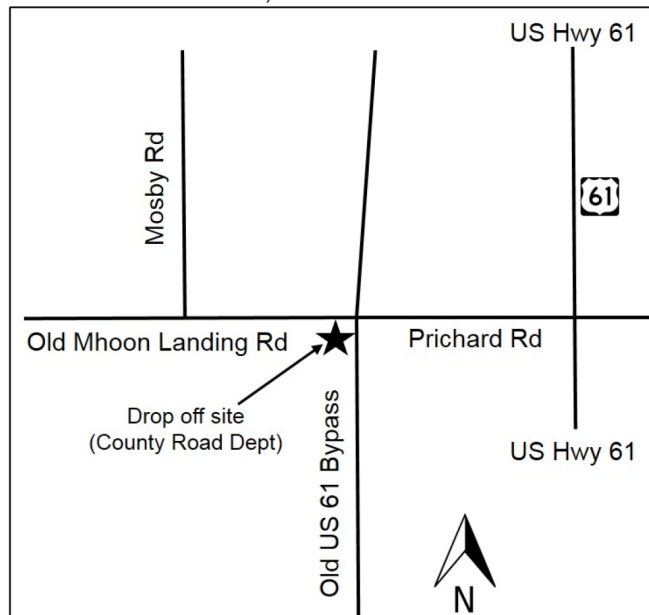 US Hwy 61
Mosby Rd
61
Old Mhoon Landing Rd
Prichard Rd
Drop off site
(County Road Dept)
Old US 61 Bypass
US Hwy 61
N